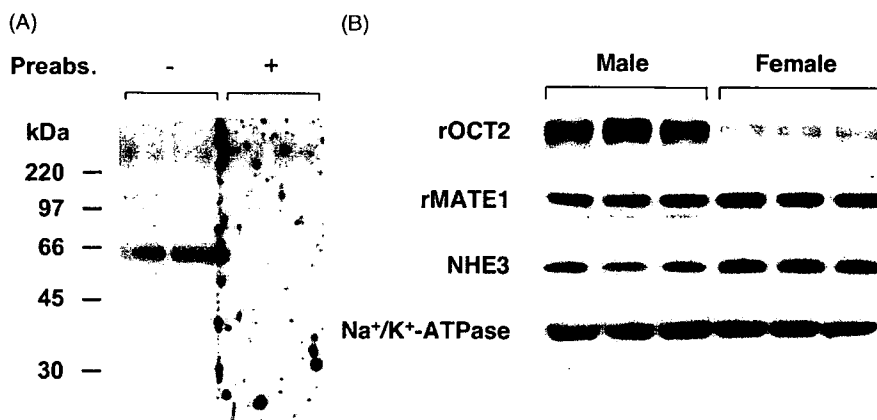 (A)
Preabs. - +
kDa
220
97
66
45
30
(B)
Male Female
rOCT2
rMATE1
NHE3
Na⁺/K⁺-ATPase